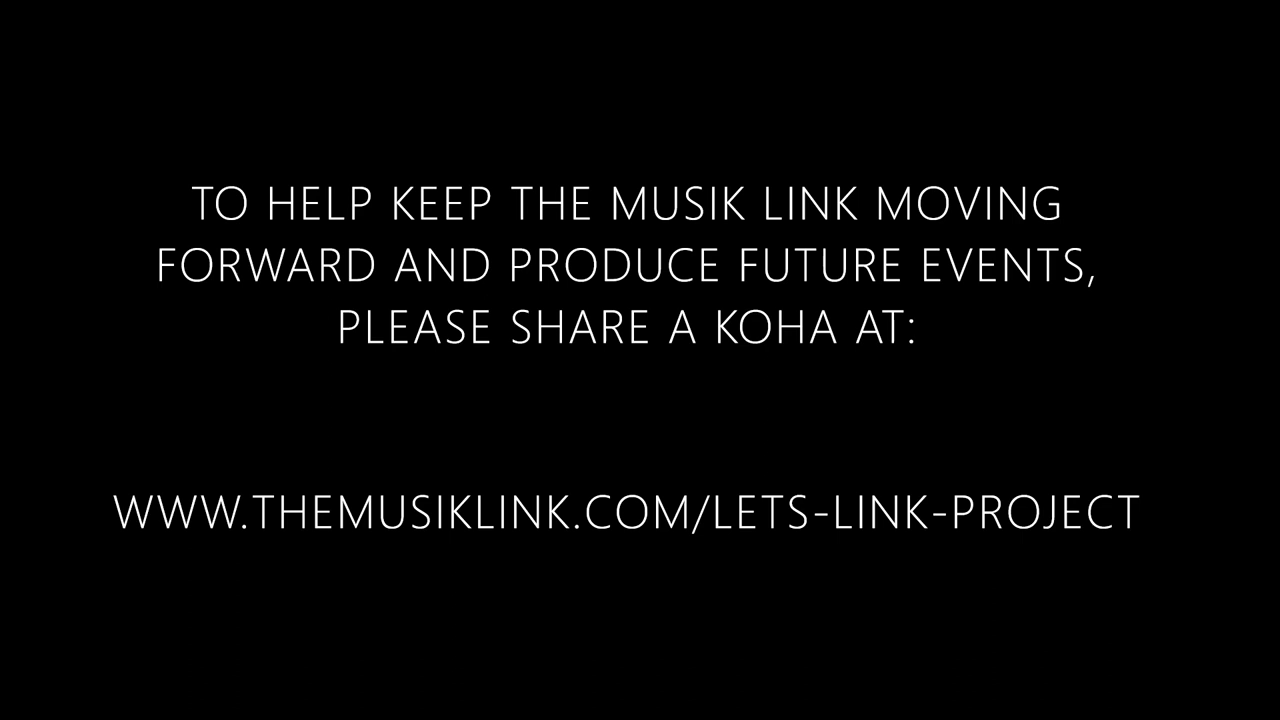 TO HELP KEEP THE MUSIK LINK MOVING
FORWARD AND PRODUCE FUTURE EVENTS,
PLEASE SHARE A KOHA AT:
WWW.THEMUSIKLINK.COM/LETS-LINK-PROJECT